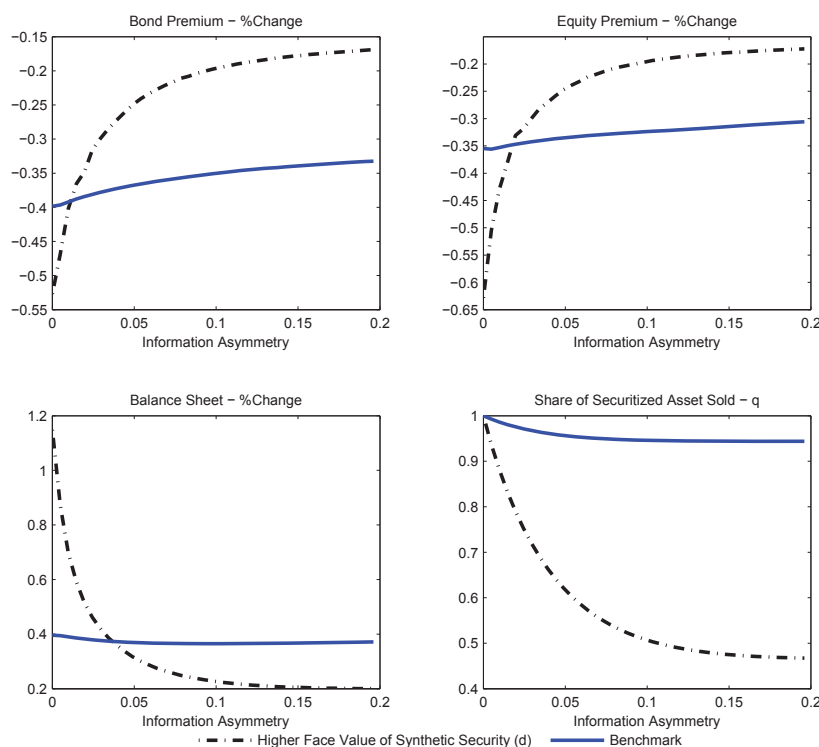 Bond Premium − %Change
−0.15
−0.2
−0.25
−0.3
−0.35
−0.4
−0.45
−0.5
−0.55
0 0.05 0.1 0.15 0.2
Information Asymmetry
Equity Premium − %Change
−0.2
−0.25
−0.3
−0.35
−0.4
−0.45
−0.5
−0.55
−0.6
−0.65
0 0.05 0.1 0.15 0.2
Information Asymmetry
Balance Sheet − %Change
1.2
1
0.8
0.6
0.4
0.2
0 0.05 0.1 0.15 0.2
Information Asymmetry
Share of Securitized Asset Sold − q
1
0.9
0.8
0.7
0.6
0.5
0.4
0 0.05 0.1 0.15 0.2
Information Asymmetry
Higher Face Value of Synthetic Security (d) Benchmark